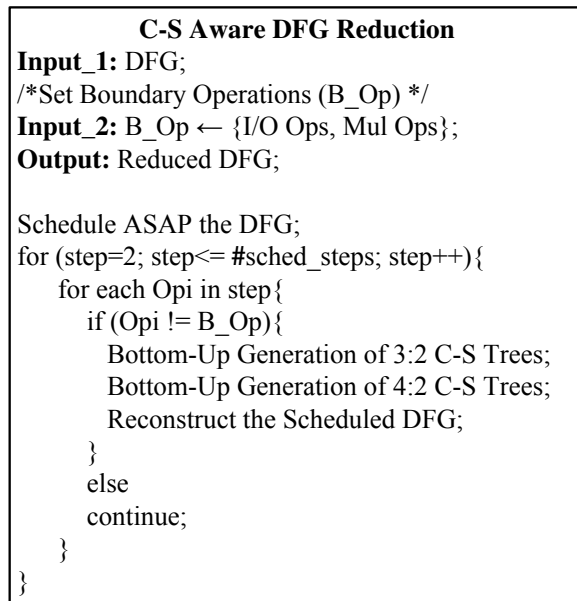 C-S Aware DFG Reduction
Input_1: DFG;
/*Set Boundary Operations (B_Op) */
Input_2: B_Op ← {I/O Ops, Mul Ops};
Output: Reduced DFG;
Schedule ASAP the DFG;
for (step=2; step<= #sched_steps; step++){
for each Opi in step{
if (Opi != B_Op){
Bottom-Up Generation of 3:2 C-S Trees;
Bottom-Up Generation of 4:2 C-S Trees;
Reconstruct the Scheduled DFG;
}
else
continue;
}
}